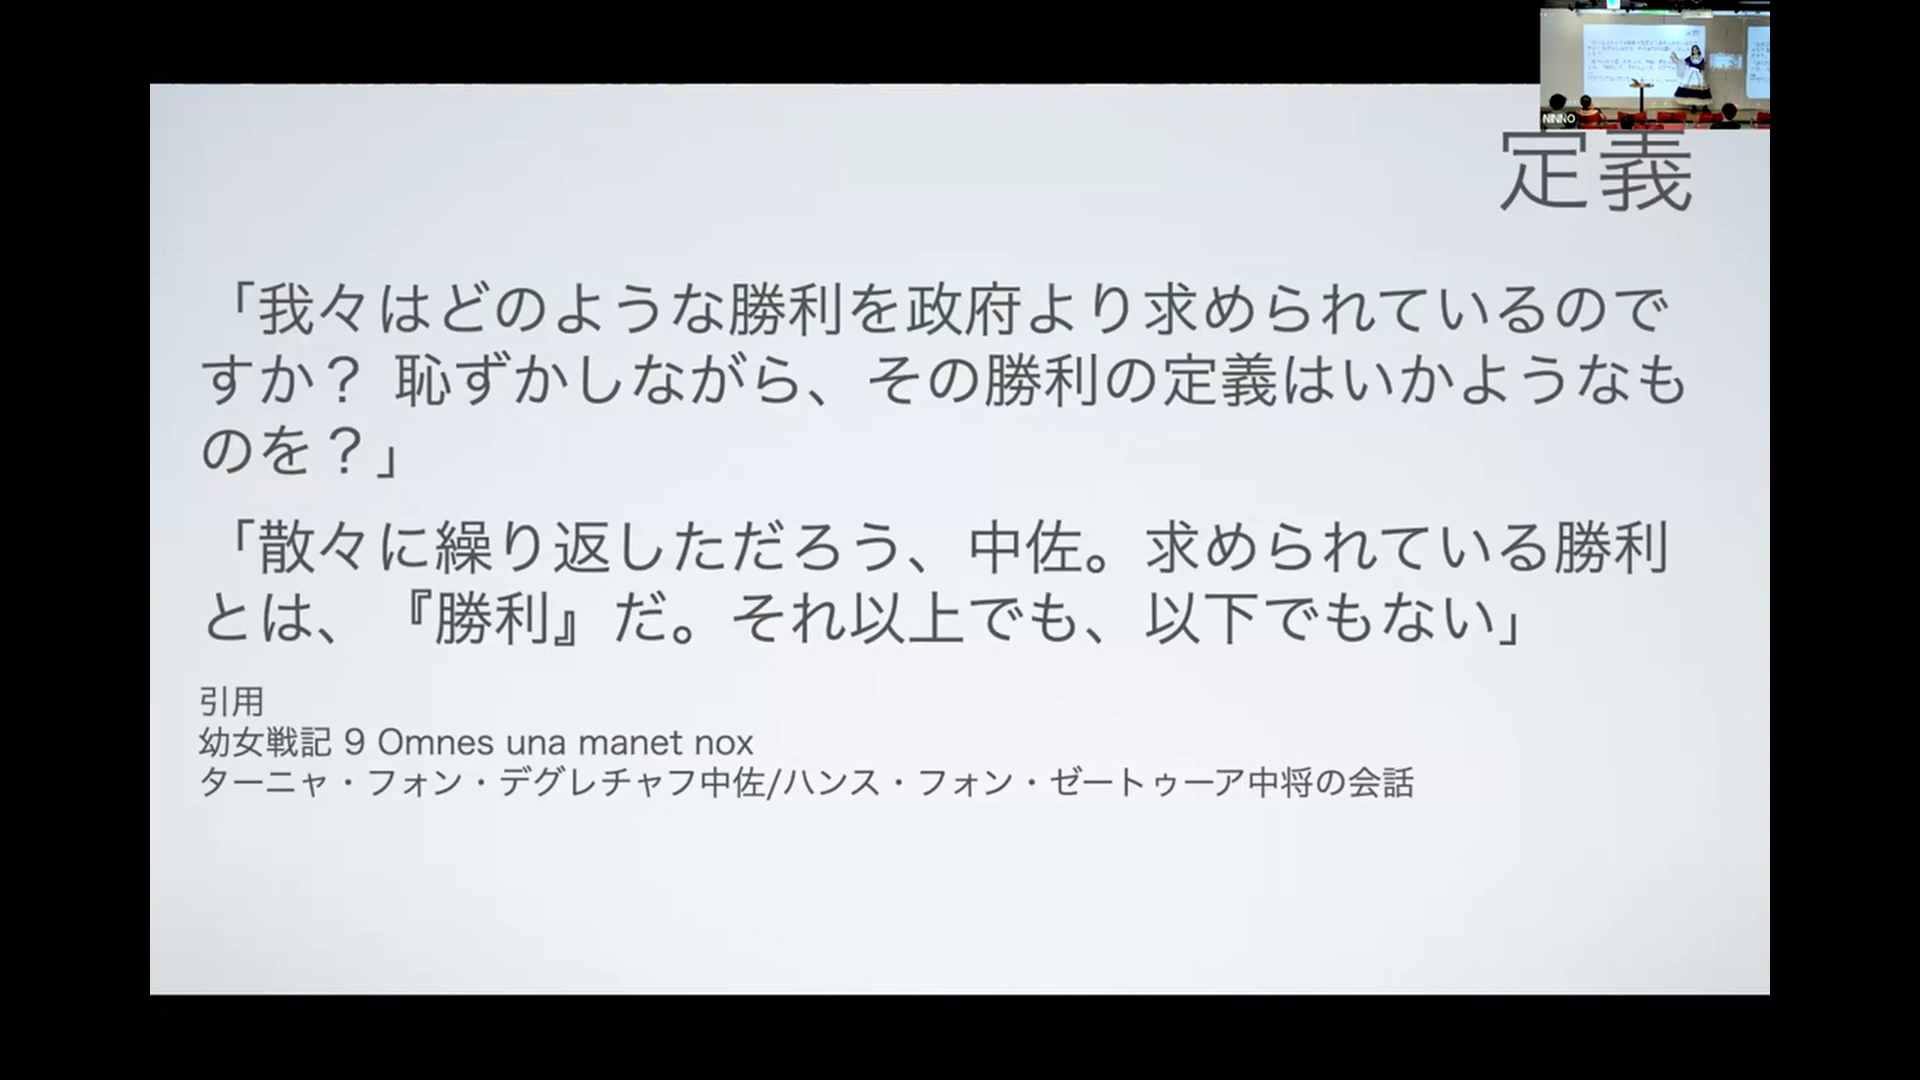 NINNO
定義
「我々はどのような勝利を政府より求められているので
すか？ 恥ずかしながら、その勝利の定義はいかようなも
のを？」
「散々に繰り返しただろう、中佐。求められている勝利
とは、『勝利』だ。それ以上でも、以下でもない」
引用
幼女戦記 9 Omnes una manet nox
ターニャ・フォン・デグレチャフ中佐/ハンス・フォン・ゼートゥーア中将の会話